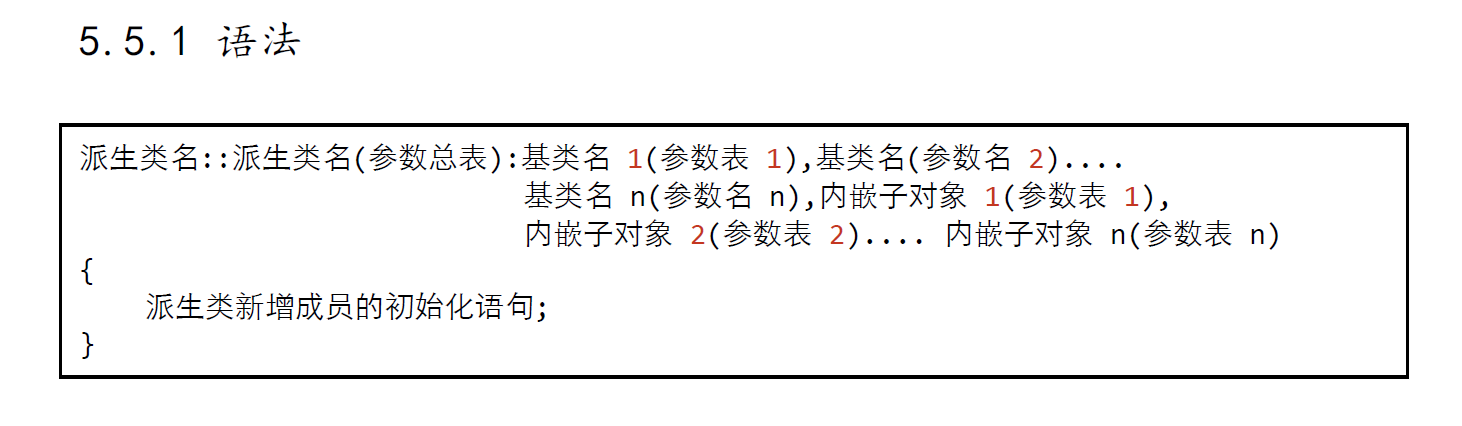 5.5.1 语法
派生类名::派生类名(参数总表):基类名 1(参数表 1),基类名(参数名 2)....
基类名 n(参数名 n),内嵌子对象 1(参数表 1),
内嵌子对象 2(参数表 2).... 内嵌子对象 n(参数表 n)
{
派生类新增成员的初始化语句;
}